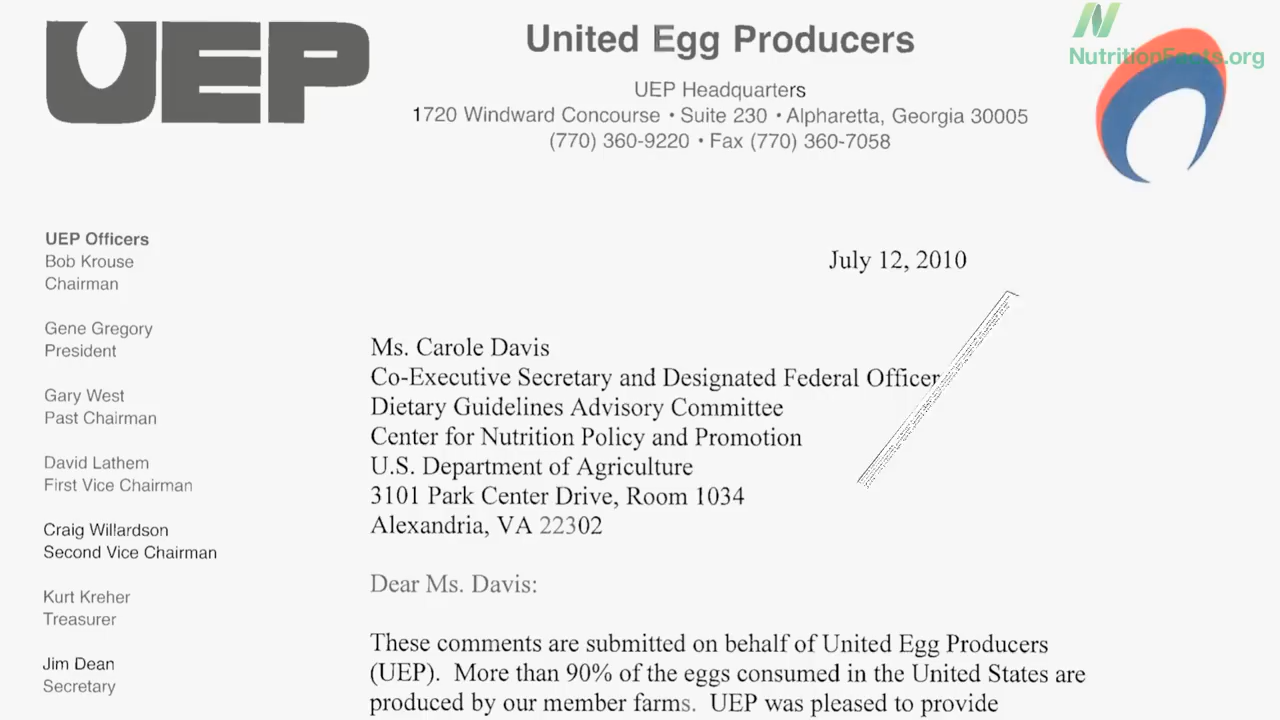 UEP
United Egg Producers
UEP Headquarters
1720 Windward Concourse • Suite 230 • Alpharetta, Georgia 30005
(770) 360-9220 • Fax (770) 360-7058
NutritionFacts.org
UEP Officers
Bob Krouse
Chairman
Gene Gregory
President
Gary West
Past Chairman
David Lathem
First Vice Chairman
Craig Willardson
Second Vice Chairman
Kurt Kreher
Treasurer
Jim Dean
Secretary
July 12, 2010
Ms. Carole Davis
Co-Executive Secretary and Designated Federal Officer
Dietary Guidelines Advisory Committee
Center for Nutrition Policy and Promotion
U.S. Department of Agriculture
3101 Park Center Drive, Room 1034
Alexandria, VA 22302
Dear Ms. Davis:
These comments are submitted on behalf of United Egg Producers
(UEP). More than 90% of the eggs consumed in the United States are
produced by our member farms. UEP was pleased to provide